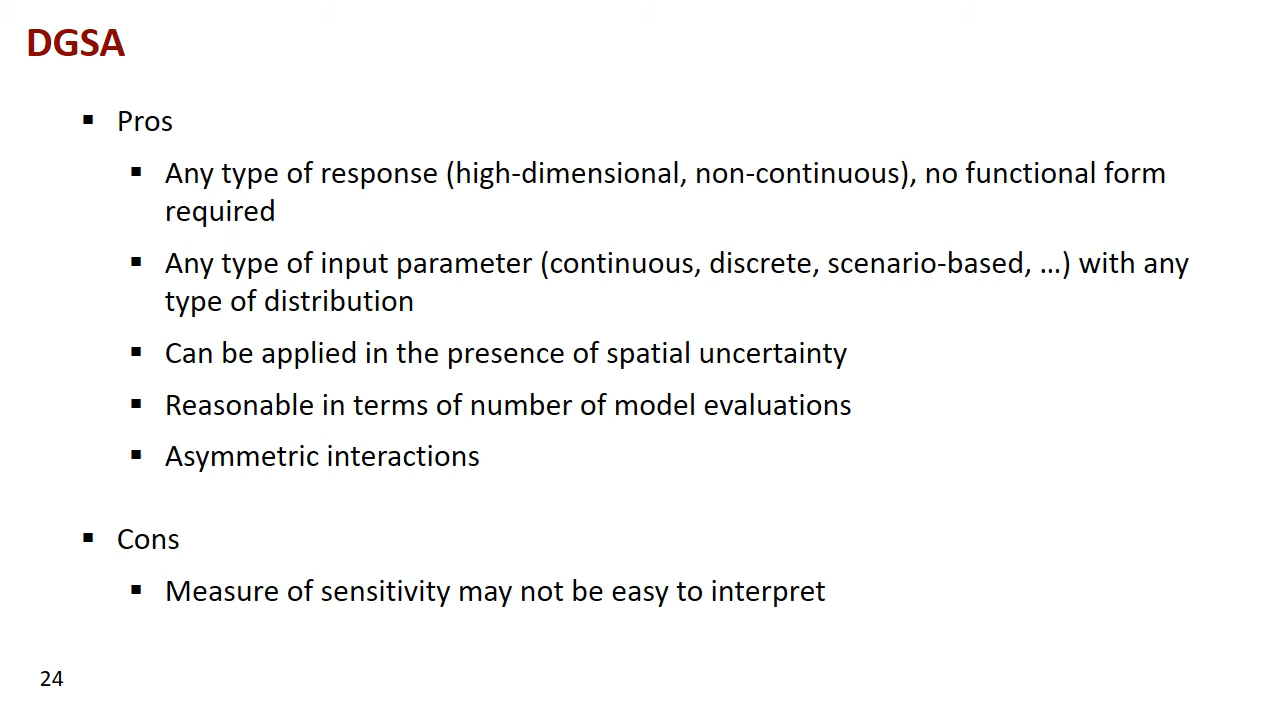 DGSA
▪ Pros
▪ Any type of response (high-dimensional, non-continuous), no functional form
required
▪ Any type of input parameter (continuous, discrete, scenario-based, …) with any
type of distribution
▪ Can be applied in the presence of spatial uncertainty
▪ Reasonable in terms of number of model evaluations
▪ Asymmetric interactions
▪ Cons
▪ Measure of sensitivity may not be easy to interpret
24